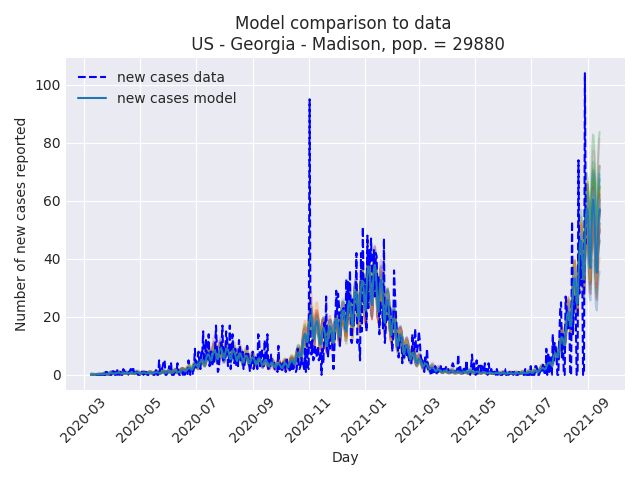 Model comparison to data
US - Georgia - Madison, pop. = 29880
new cases data
new cases model
Number of new cases reported
100
80
60
40
20
0
2020-03
2020-05
2020-07
2020-09
2020-11
2021-01
2021-03
2021-05
2021-07
2021-09
Day